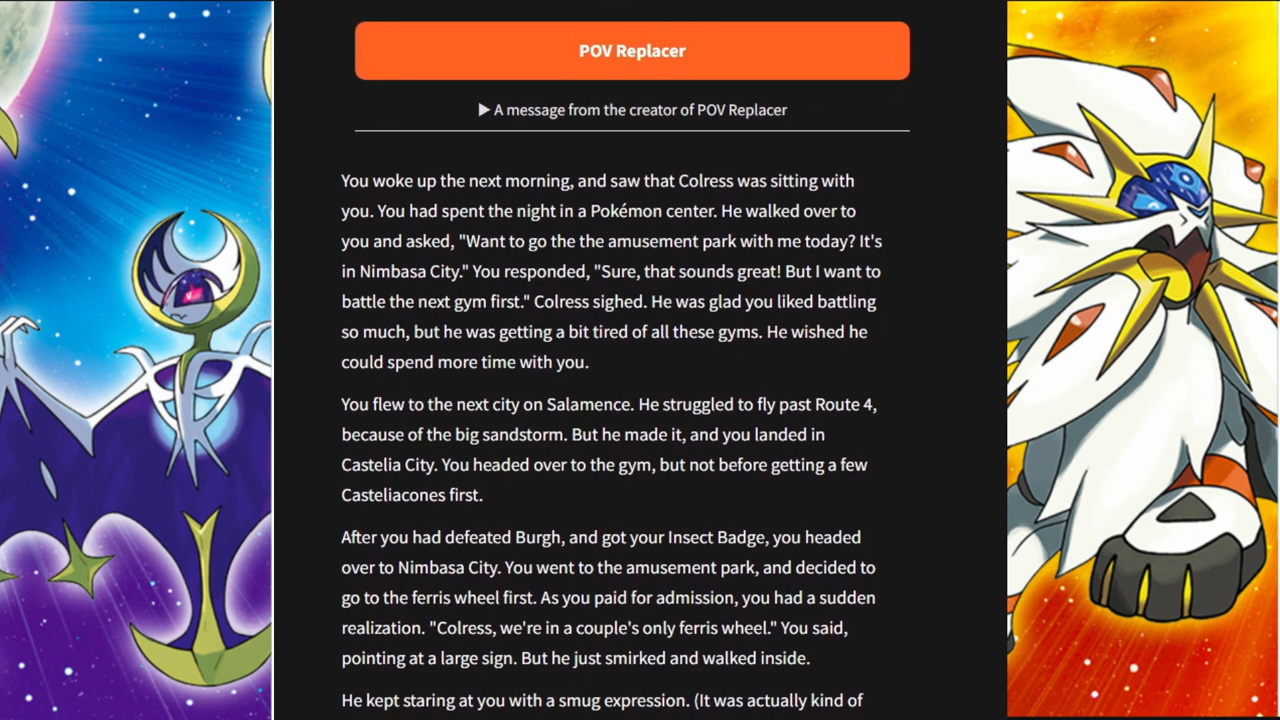 POV Replacer
▶ A message from the creator of POV Replacer
You woke up the next morning, and saw that Colress was sitting with
you. You had spent the night in a Pokémon center. He walked over to
you and asked, "Want to go the the amusement park with me today? It's
in Nimbasa City." You responded, "Sure, that sounds great! But I want to
battle the next gym first." Colress sighed. He was glad you liked battling
so much, but he was getting a bit tired of all these gyms. He wished he
could spend more time with you.
You flew to the next city on Salamence. He struggled to fly past Route 4,
because of the big sandstorm. But he made it, and you landed in
Castelia City. You headed over to the gym, but not before getting a few
Casteliacones first.
After you had defeated Burgh, and got your Insect Badge, you headed
over to Nimbasa City. You went to the amusement park, and decided to
go to the ferris wheel first. As you paid for admission, you had a sudden
realization. "Colress, we're in a couple's only ferris wheel." You said,
pointing at a large sign. But he just smirked and walked inside.
He kept staring at you with a smug expression. (It was actually kind of